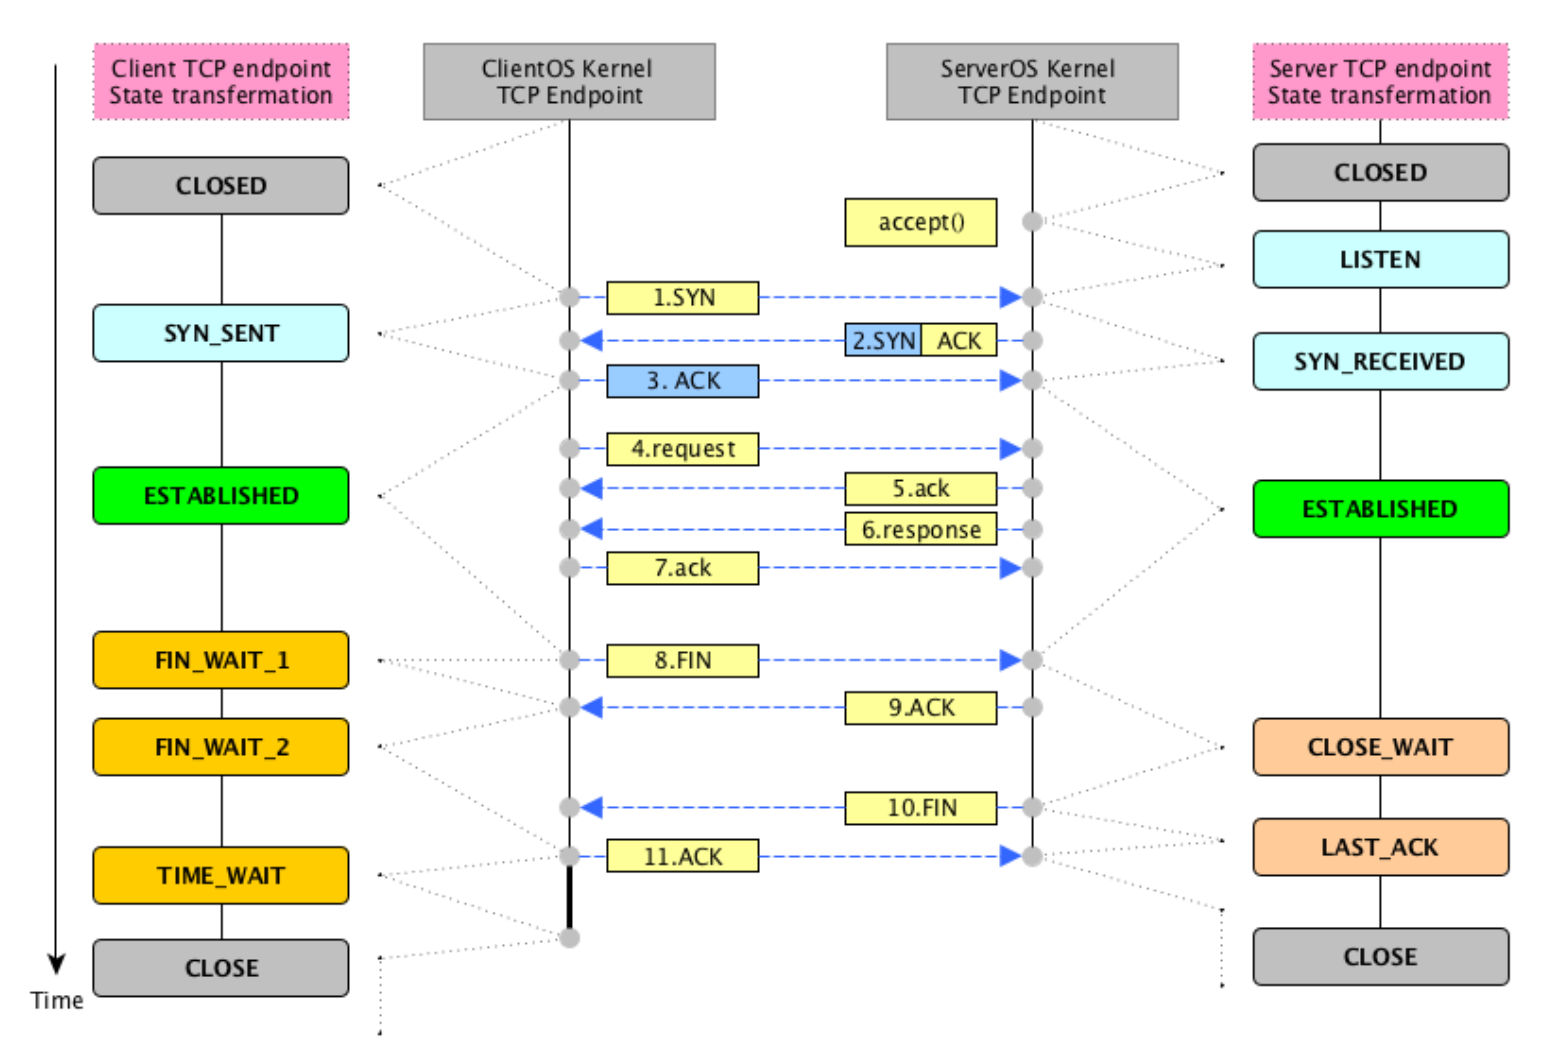 Client TCP endpoint
State transfermation
ClientOS Kernel
TCP Endpoint
ServerOS Kernel
TCP Endpoint
Server TCP endpoint
State transfermation
CLOSED
CLOSED
accept()
LISTEN
1.SYN
SYN_SENT
2.SYN ACK
SYN_RECEIVED
3. ACK
4.request
5.ack
ESTABLISHED
ESTABLISHED
6.response
7.ack
FIN_WAIT_1
8.FIN
9.ACK
FIN_WAIT_2
CLOSE_WAIT
10.FIN
LAST_ACK
11.ACK
TIME_WAIT
CLOSE
CLOSE
Time